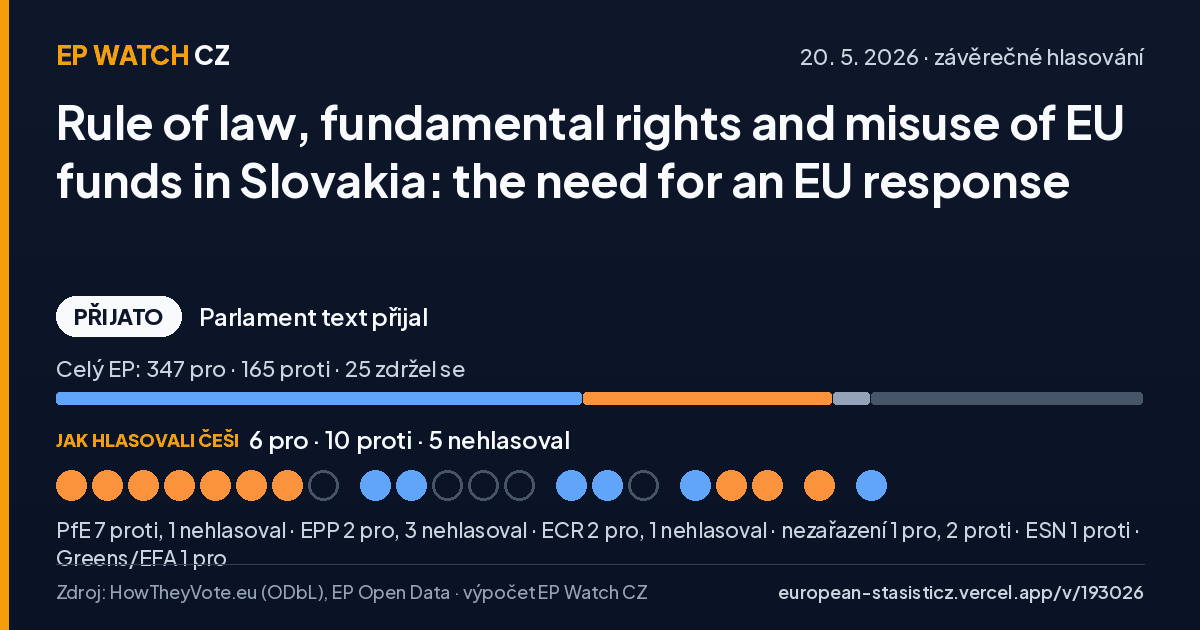 EP WATCH CZ
20. 5. 2026 · závěrečné hlasování
Rule of law, fundamental rights and misuse of EU
funds in Slovakia: the need for an EU response
PŘIJATO Parlament text přijal
Celý EP: 347 pro · 165 proti · 25 zdržel se
JAK HLASOVALI ČEŠI 6 pro · 10 proti · 5 nehlasoval
PfE 7 proti, 1 nehlasoval · EPP 2 pro, 3 nehlasoval · ECR 2 pro, 1 nehlasoval · nezařazení 1 pro, 2 proti · ESN 1 proti ·
Greens/EFA 1 pro
Zdroj: HowTheyVote.eu (ODbL), EP Open Data · výpočet EP Watch CZ
european-stasisticz.vercel.app/v/193026